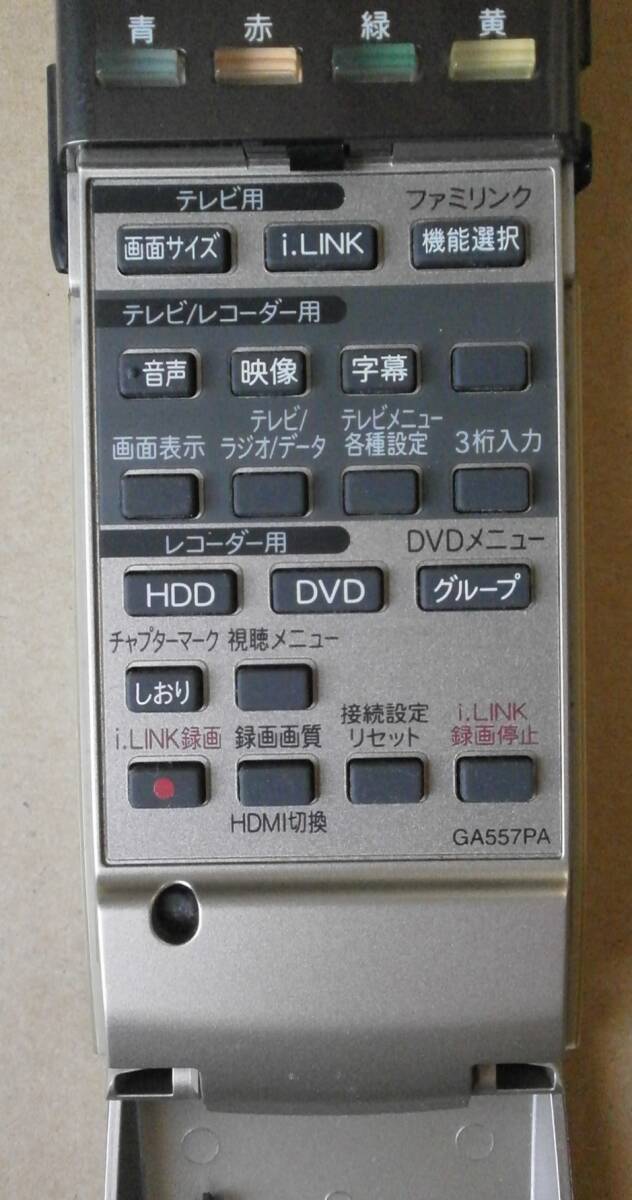 青 赤 緑 黄
テレビ用 ファミリンク
画面サイズ i.LINK 機能選択
テレビ/レコーダー用
音声 映像 字幕
テレビ/ テレビメニュー
画面表示 ラジオ/データ 各種設定 3桁入力
レコーダー用 DVDメニュー
HDD DVD グループ
チャプターマーク 視聴メニュー
しおり
接続設定 i.LINK
i.LINK録画 録画画質 リセット 録画停止
HDMI切換
GA557PA